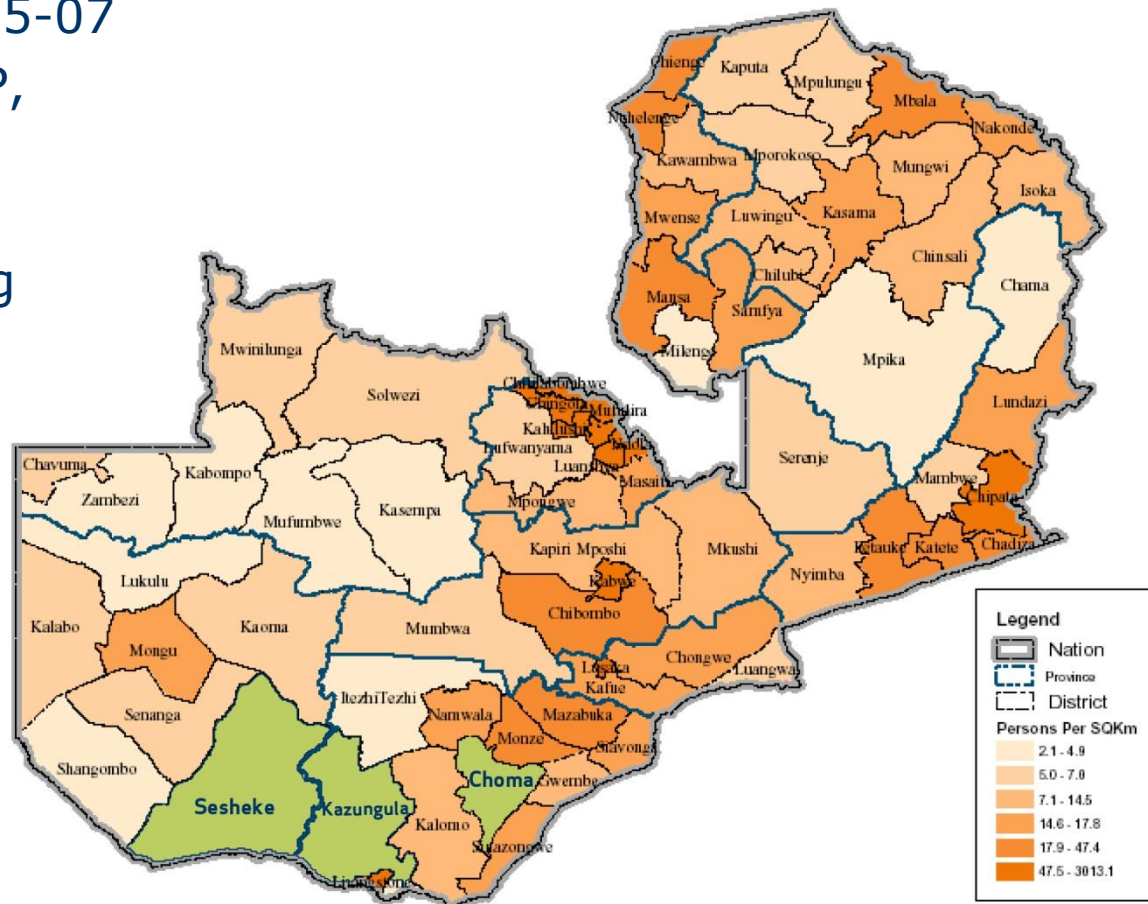 5-07
?,
g
Chienge
Kaputa
Mpulungu
Mbala
Nakonde
Nchelenge
Kawambwa
Mporokoso
Mungwi
Isoka
Mwense
Luwingu
Kasama
Chinsali
Chilubi
Chama
Mansa
Samfya
Milenge
Mpika
Mwinilunga
Solwezi
Lundazi
Chililabombwe
Chingola
Mufulira
Kalulushi
Lufwanyama
Ndola
Luanshya
Masaiti
Mpongwe
Serenje
Mambwe
Chipata
Chavuma
Zambezi
Kabompo
Mufumbwe
Kasempa
Kapiri Mposhi
Mkushi
Petauke
Katete
Chadiza
Nyimba
Lukulu
Kabwe
Chibombo
Kalabo
Mongu
Kaoma
Mumbwa
Lusaka
Chongwe
Luangwa
Kafue
Senanga
ItezhiTezhi
Namwala
Mazabuka
Monze
Siavonga
Shangombo
Sesheke
Kazungula
Choma
Gwembe
Kalomo
Sinazongwe
Livingstone
Legend
Nation
Province
District
Persons Per SQKm
2.1 - 4.9
5.0 - 7.0
7.1 - 14.5
14.6 - 17.8
17.9 - 47.4
47.5 - 3013.1